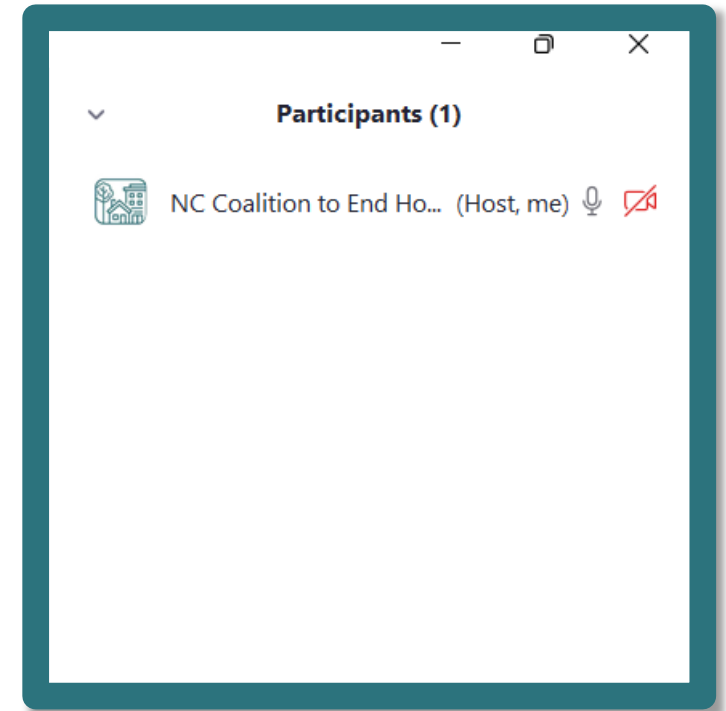 Participants (1)
NC Coalition to End Ho... (Host, me)